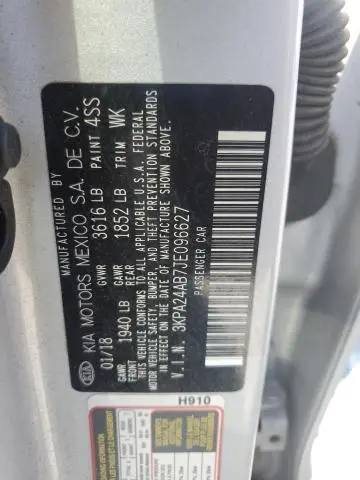 MANUFACTURED BY
KIA KIA MOTORS MEXICO S.A. DE C.V.
01/18 GVWR 3616 LB PAINT 4SS
GAWR FRONT 1940 LB GAWR REAR 1852 LB TRIM WK
THIS VEHICLE CONFORMS TO ALL APPLICABLE U.S.A. FEDERAL
MOTOR VEHICLE SAFETY, BUMPER, AND THEFT PREVENTION STANDARDS
IN EFFECT ON THE DATE OF MANUFACTURE SHOWN ABOVE.
V.I.N. 3KPA24AB7JE096627
PASSENGER CAR
H910